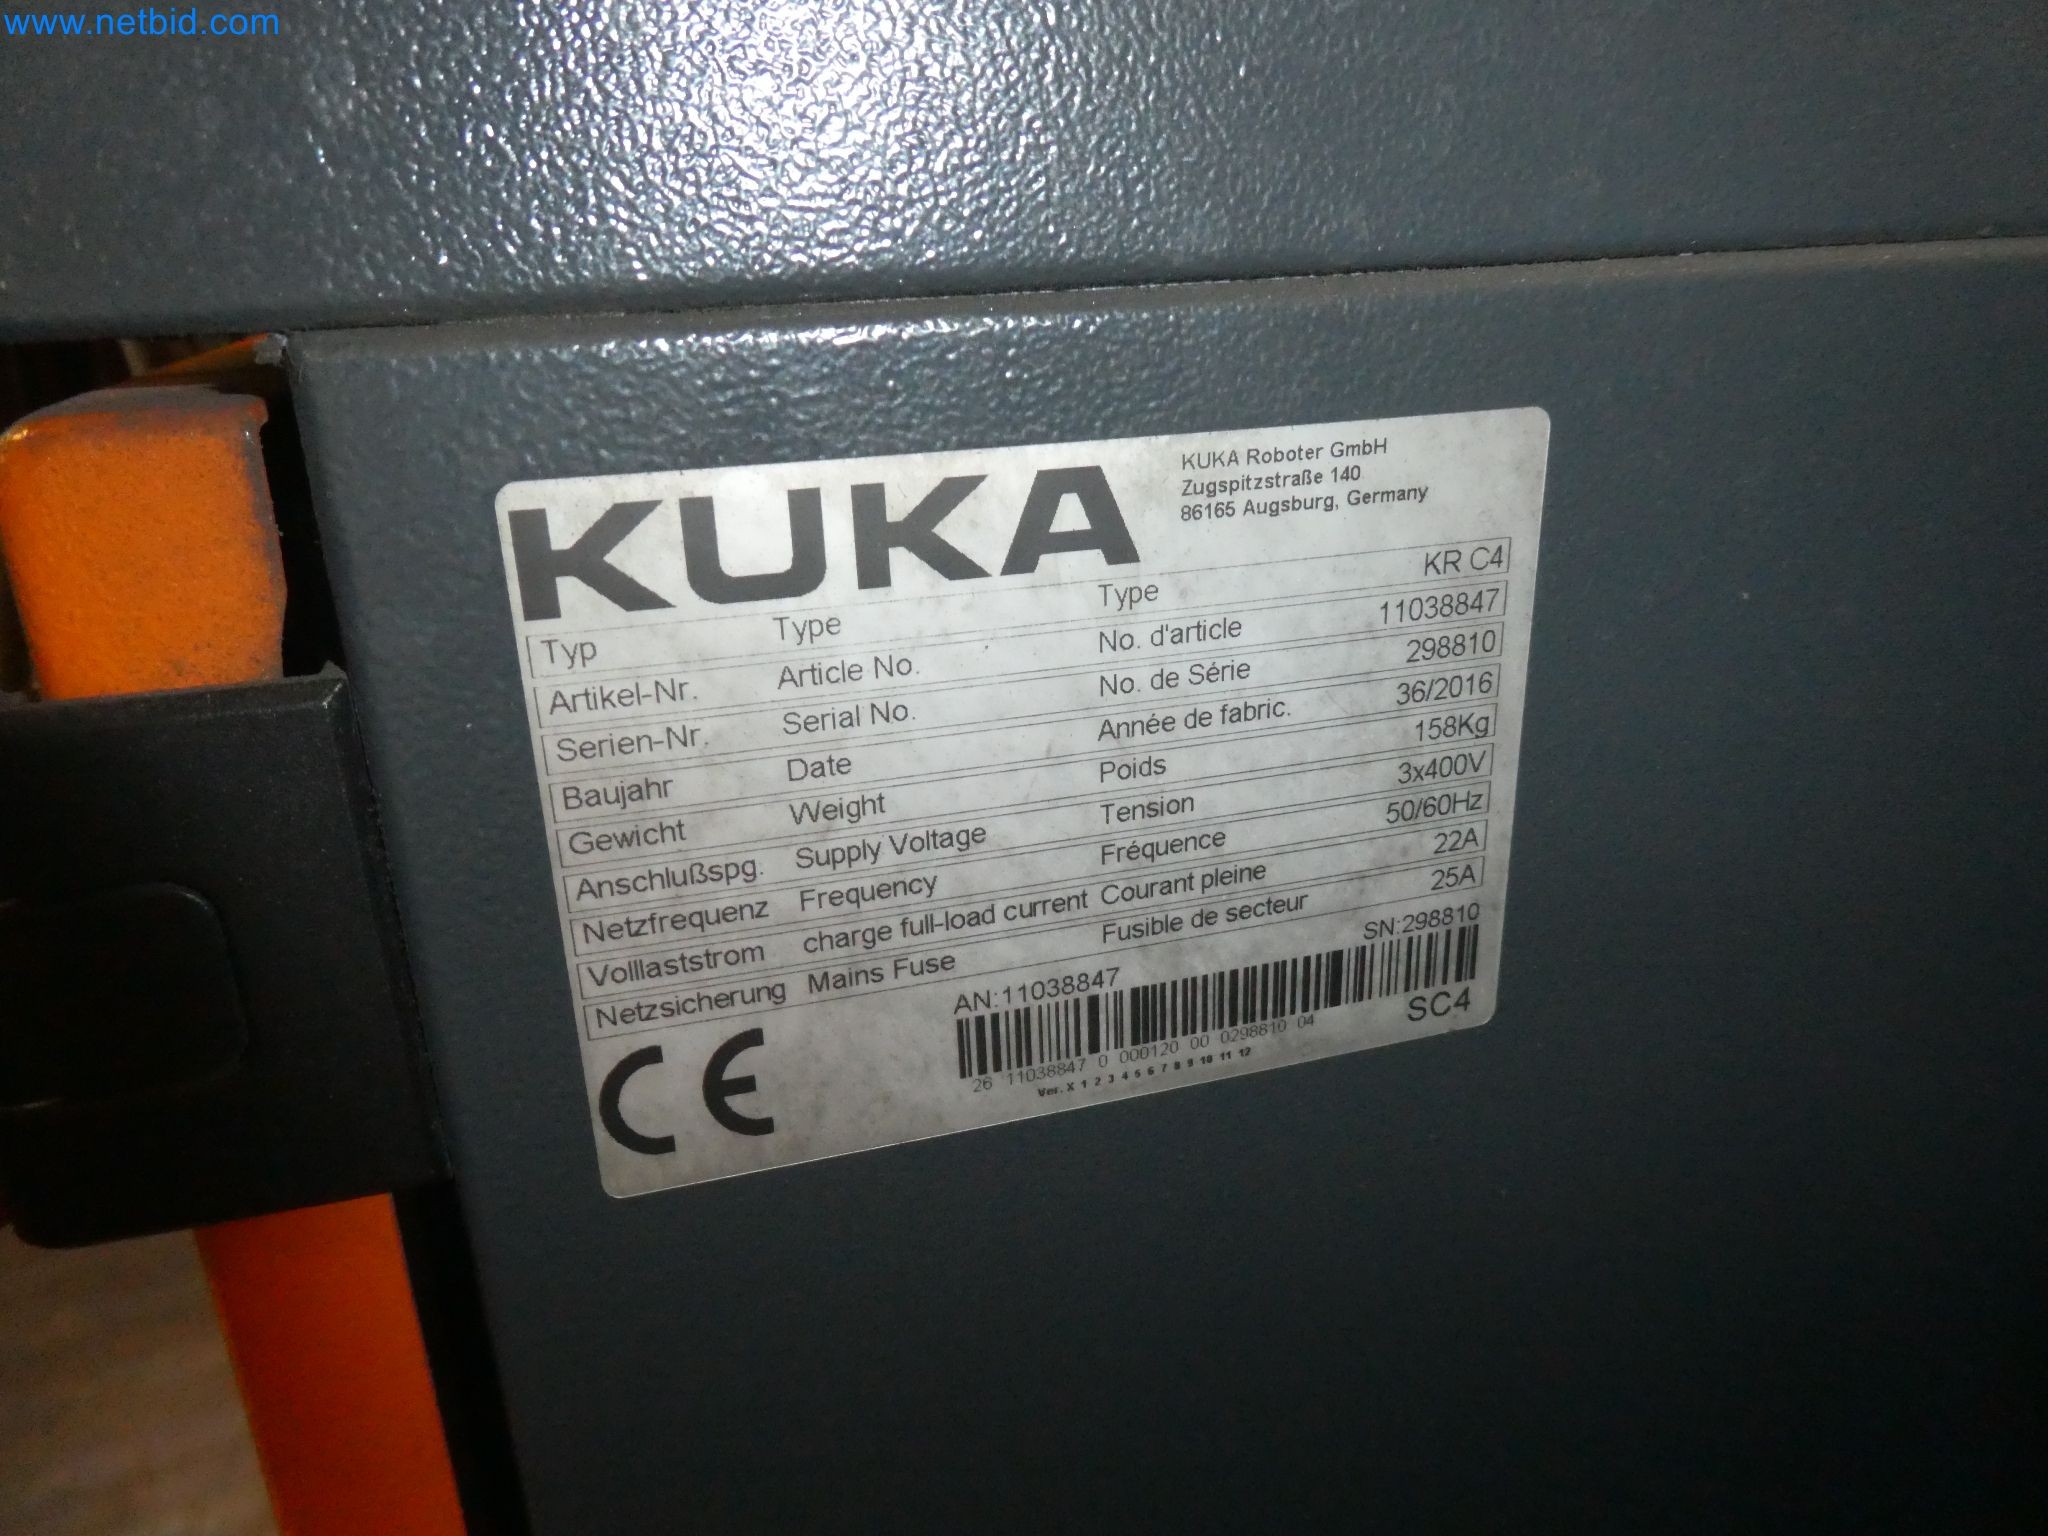 www.netbid.com
KUKA
KUKA Roboter GmbH
Zugspitzstraße 140
86165 Augsburg, Germany
Typ Type Type KR C4
Artikel-Nr. Article No. No. d'article 11038847
Serien-Nr. Serial No. No. de Série 298810
Baujahr Date Année de fabric. 36/2016
Gewicht Weight Poids 158Kg
Anschlußspg. Supply Voltage Tension 3x400V
Netzfrequenz Frequency Fréquence 50/60Hz
Volllaststrom charge full-load current Courant pleine 22A
Netzsicherung Mains Fuse Fusible de secteur 25A
AN:11038847 SN:298810
26 11038847 0 000120 00 0298810 04
Ver. X 1 2 3 4 5 6 7 8 9 10 11 12
SC4
CE